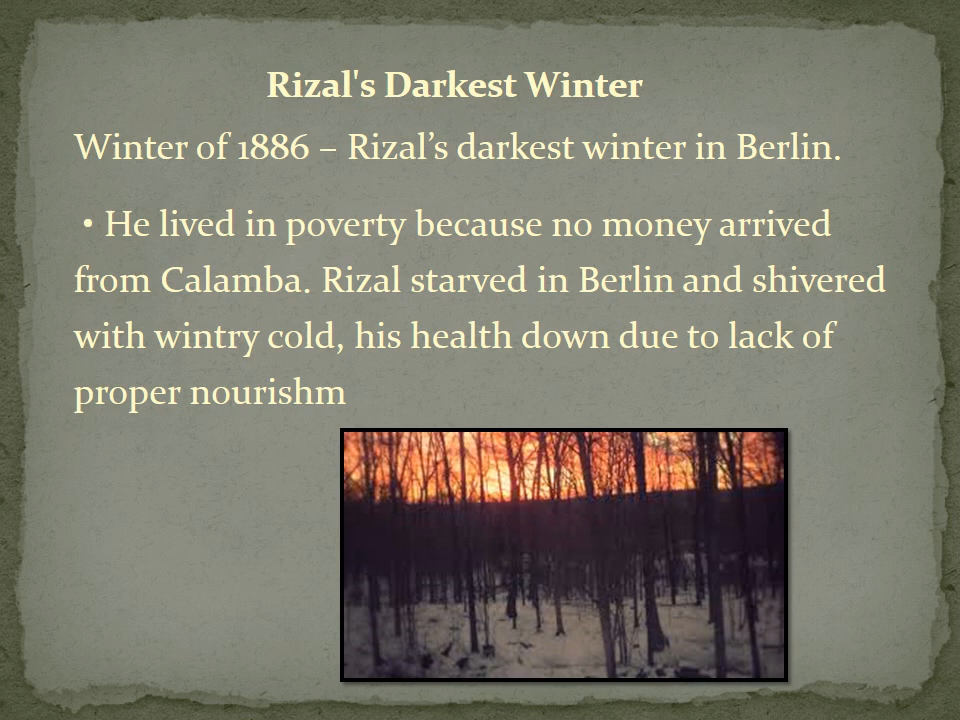 Rizal's Darkest Winter
Winter of 1886 – Rizal’s darkest winter in Berlin.
• He lived in poverty because no money arrived
from Calamba. Rizal starved in Berlin and shivered
with wintry cold, his health down due to lack of
proper nourishm